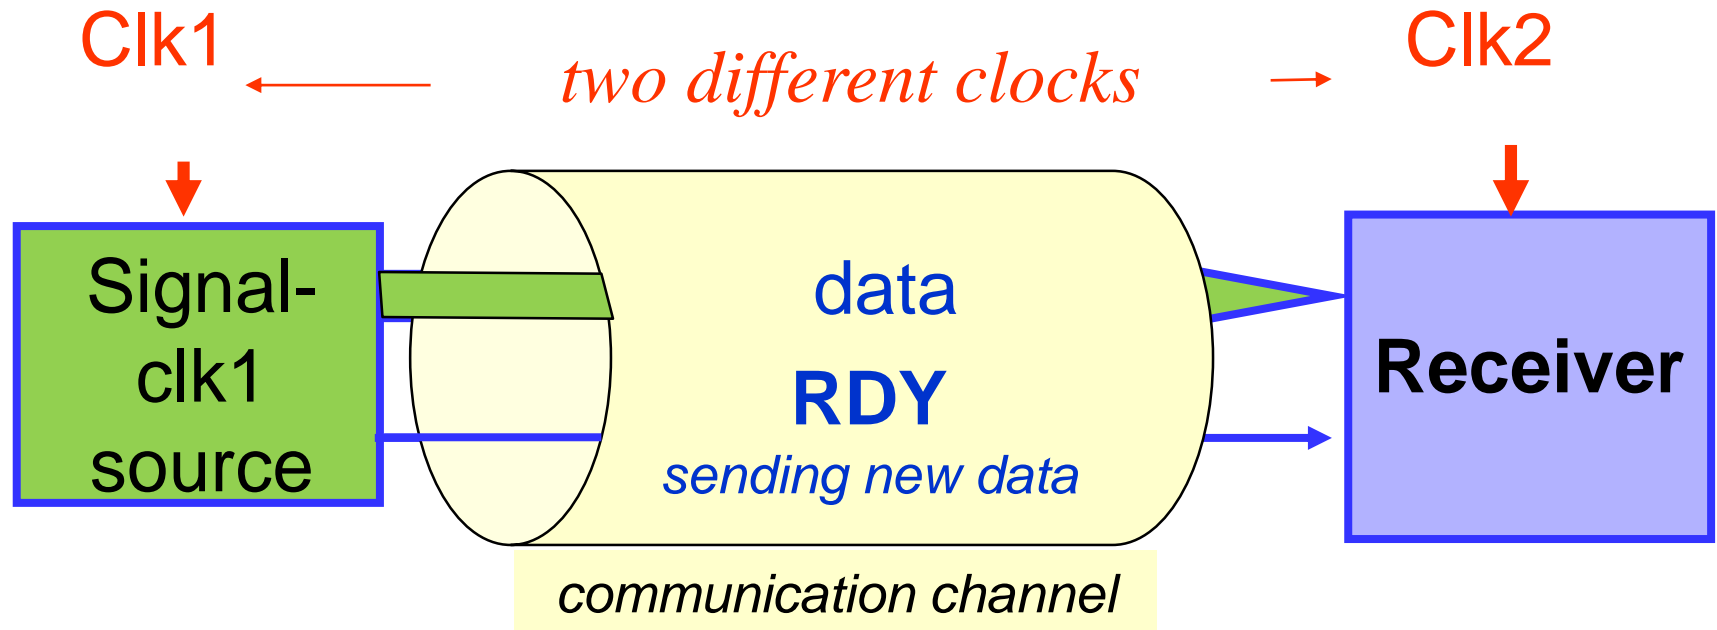 Clk1
two different clocks
Clk2
Signal-
clk1
source
data
RDY
sending new data
Receiver
communication channel